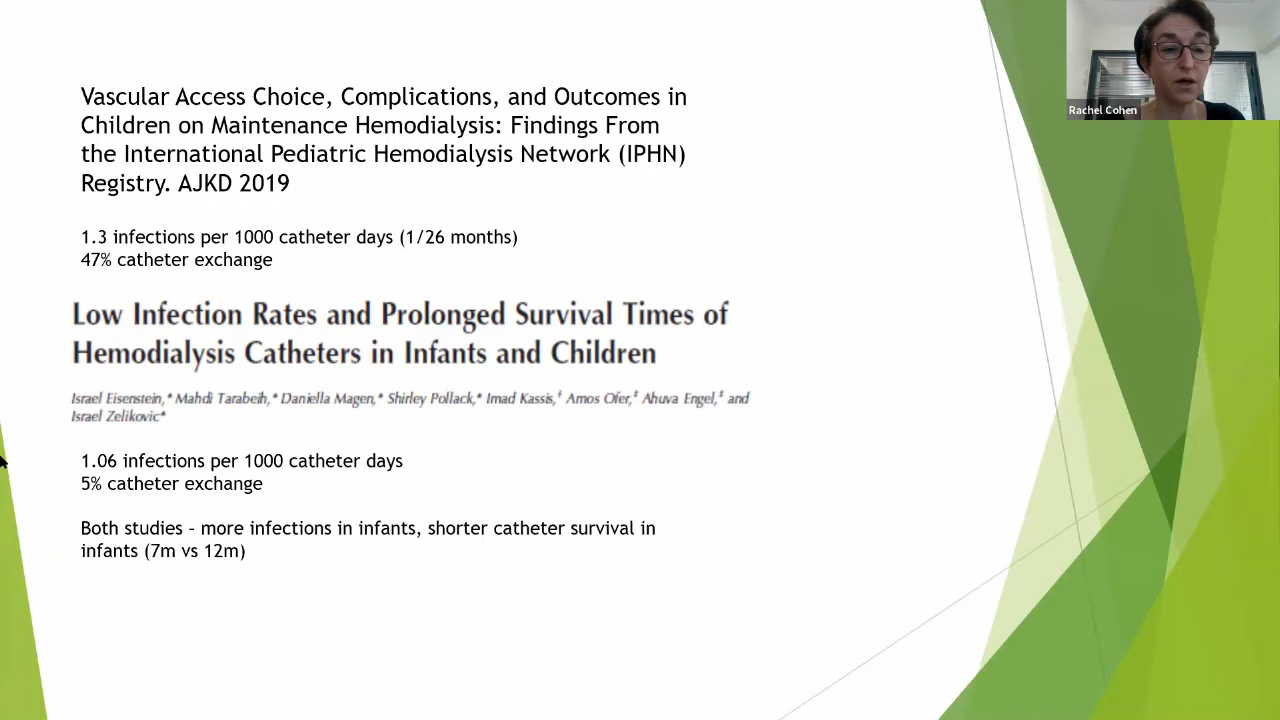 Vascular Access Choice, Complications, and Outcomes in
Children on Maintenance Hemodialysis: Findings From
the International Pediatric Hemodialysis Network (IPHN)
Registry. AJKD 2019
1.3 infections per 1000 catheter days (1/26 months)
47% catheter exchange
Low Infection Rates and Prolonged Survival Times of
Hemodialysis Catheters in Infants and Children
Israel Eisenstein,* Mahdi Tarabeih,* Daniella Magen,* Shirley Pollack,* Imad Kassis,† Amos Ofer,‡ Ahuva Engel,‡ and
Israel Zelikovic*
1.06 infections per 1000 catheter days
5% catheter exchange
Both studies – more infections in infants, shorter catheter survival in
infants (7m vs 12m)
Rachel Cohen